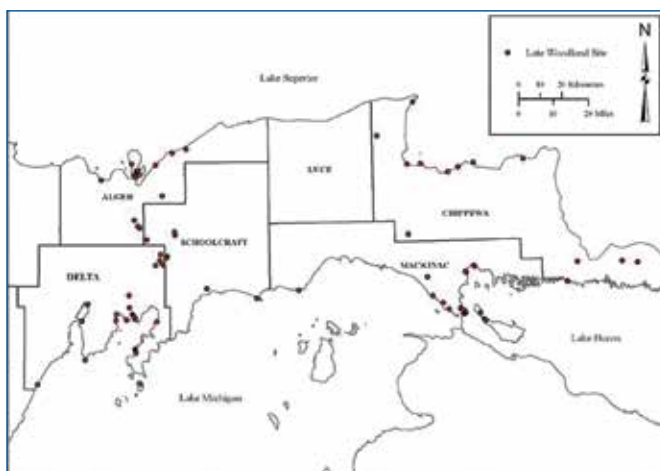 N
Late Woodland Site
0 10 20 Kilometers
0 10 20 Miles
Lake Superior
LUCE
ALGER
CHIPPEWA
SCHOOLCRAFT
MACKINAC
DELTA
Lake Huron
Lake Michigan